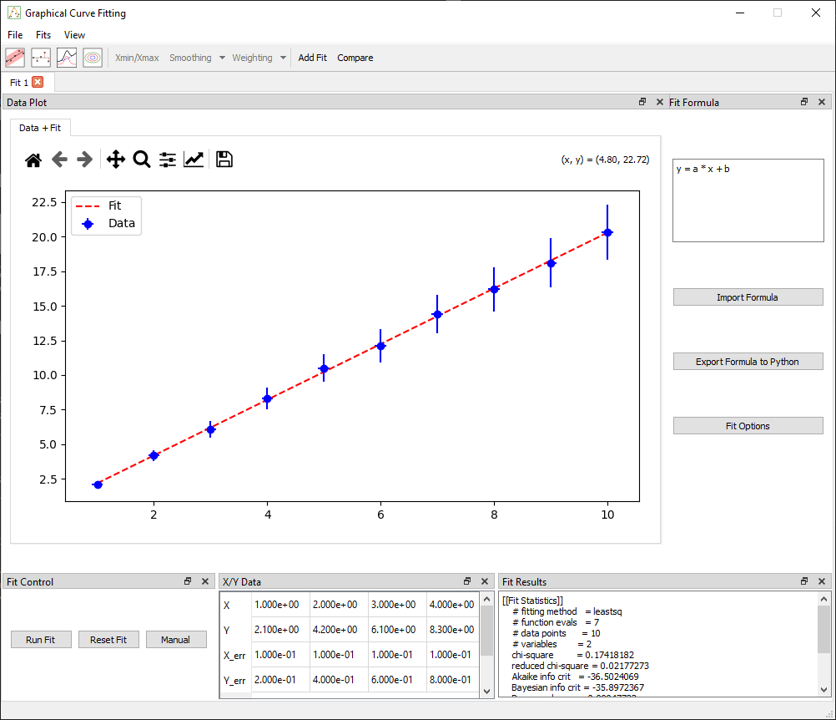 Graphical Curve Fitting
File Fits View
Xmin/Xmax Smoothing Weighting Add Fit Compare
Fit 1
Data Plot
Data + Fit
(x, y) = (4.80, 22.72)
Fit
Data
22.5
20.0
17.5
15.0
12.5
10.0
7.5
5.0
2.5
2 4 6 8 10
Fit Formula
y = a * x + b
Import Formula
Export Formula to Python
Fit Options
Fit Control
Run Fit Reset Fit Manual
X/Y Data
X 1.000e+00 2.000e+00 3.000e+00 4.000e+00
Y 2.100e+00 4.200e+00 6.100e+00 8.300e+00
X_err 1.000e-01 1.000e-01 1.000e-01 1.000e-01
Y_err 2.000e-01 4.000e-01 6.000e-01 8.000e-01
Fit Results
[[Fit Statistics]]
# fitting method = leastsq
# function evals = 7
# data points = 10
# variables = 2
chi-square = 0.17418182
reduced chi-square = 0.02177273
Akaike info crit = -36.5024069
Bayesian info crit = -35.8972367